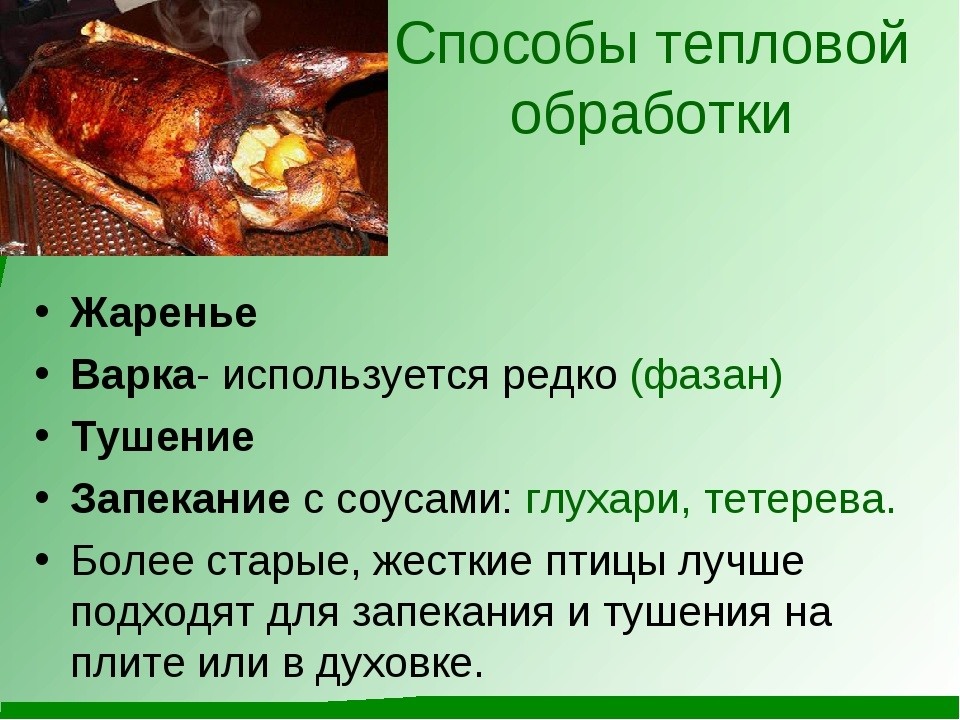 Способы тепловой
обработки
• Жаренье
• Варка- используется редко (фазан)
• Тушение
• Запекание с соусами: глухари, тетерева.
• Более старые, жесткие птицы лучше
подходят для запекания и тушения на
плите или в духовке.